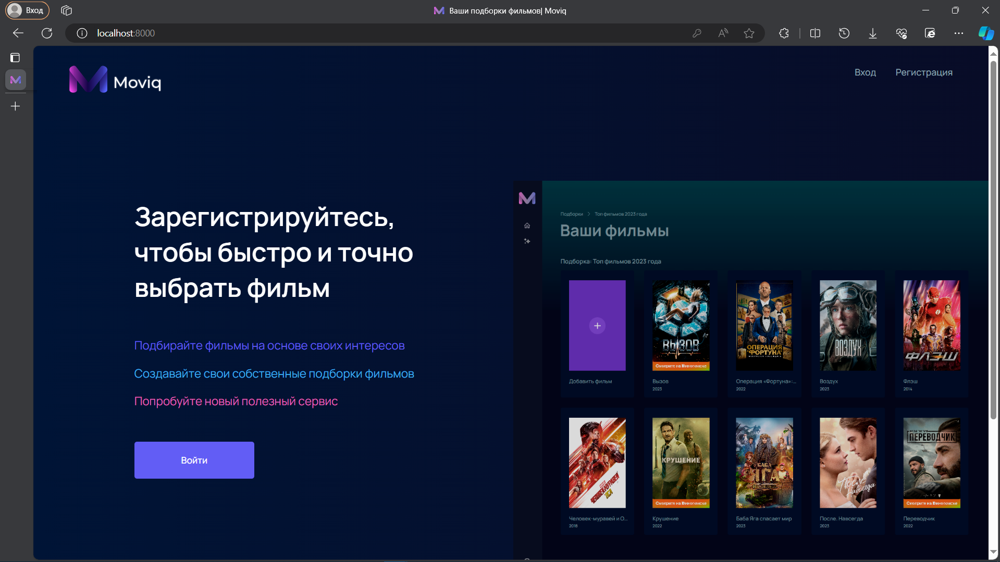 Вход
Ваши подборки фильмов| Moviq
localhost:8000
Moviq
Вход
Регистрация
Зарегистрируйтесь,
чтобы быстро и точно
выбрать фильм
Подбирайте фильмы на основе своих интересов
Создавайте свои собственные подборки фильмов
Попробуйте новый полезный сервис
Войти
Подборки > Топ фильмов 2023 года
Ваши фильмы
Подборка: Топ фильмов 2023 года
ВЫЗОВ
Смотрите на Кинопоиске
ОПЕРАЦИЯ
"ФОРТУНА"
ВОЗДУХ
ФЛЭШ
Добавить фильм
Вызов
2023
Операция «Фортуна»:...
2022
Воздух
2023
Флэш
2014
КРУШЕНИЕ
Смотрите на Кинопоиске
БАБА
ЯГА
После
Навсегда
ПЕРЕВОДЧИК
Смотрите на Кинопоиске
Человек-муравей и О...
2018
Крушение
2022
Баба Яга спасает мир
2023
После. Навсегда
2023
Переводчик
2022